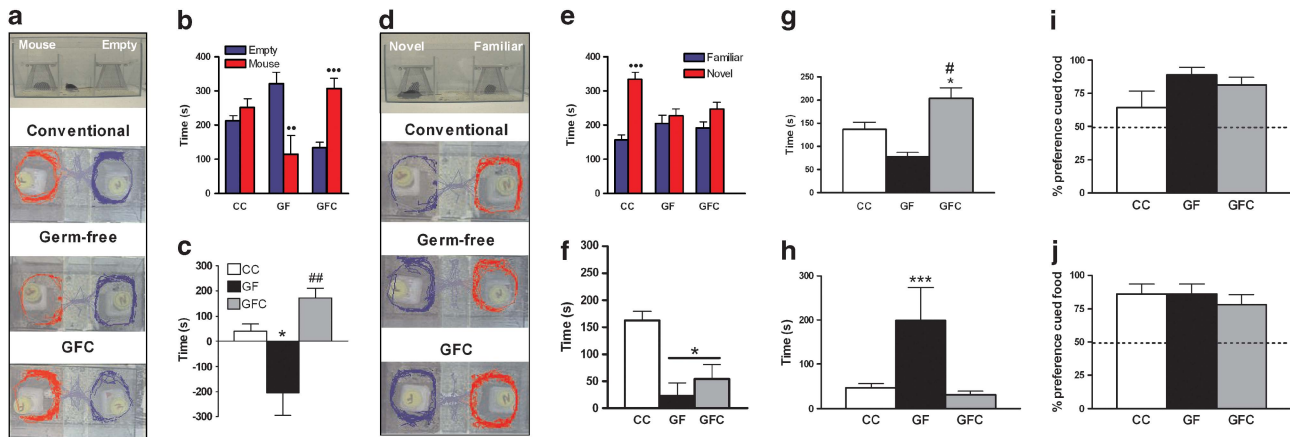 a
Mouse Empty
Conventional
Germ-free
GFC
b
Empty
Mouse
Time (s)
400
300
200
100
0
•• •••
CC GF GFC
c
CC
GF
GFC
Time (s)
300
200
100
0
-100
-200
-300
*
##
d
Novel Familiar
Conventional
Germ-free
GFC
e
Familiar
Novel
Time (s)
400
300
200
100
0
•••
CC GF GFC
f
Time (s)
300
250
200
150
100
50
0
*
CC GF GFC
g
Time (s)
250
200
150
100
50
0
#
*
CC GF GFC
h
Time (s)
300
200
100
0
***
CC GF GFC
i
% preference cued food
100
75
50
25
0
CC GF GFC
j
% preference cued food
100
75
50
25
0
CC GF GFC